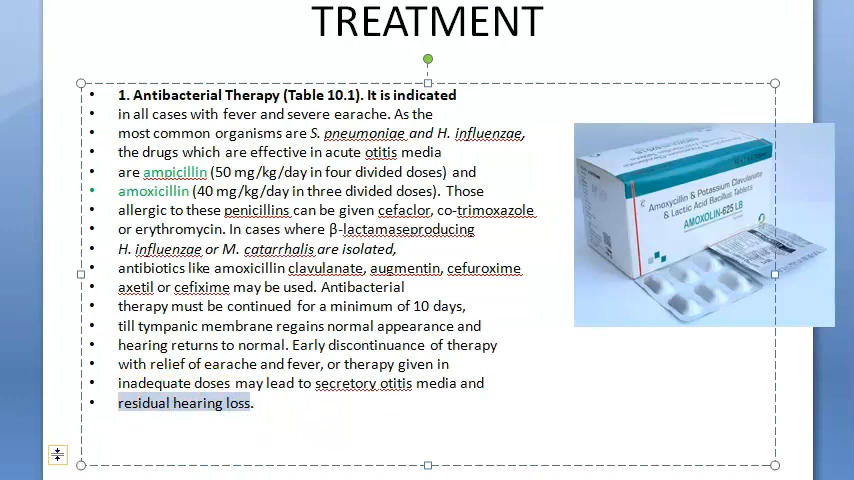 TREATMENT
• 1. Antibacterial Therapy (Table 10.1). It is indicated
• in all cases with fever and severe earache. As the
• most common organisms are S. pneumoniae and H. influenzae,
• the drugs which are effective in acute otitis media
• are ampicillin (50 mg/kg/day in four divided doses) and
• amoxicillin (40 mg/kg/day in three divided doses). Those
• allergic to these penicillins can be given cefaclor, co-trimoxazole
• or erythromycin. In cases where β-lactamaseproducing
• H. influenzae or M. catarrhalis are isolated,
• antibiotics like amoxicillin clavulanate, augmentin, cefuroxime
• axetil or cefixime may be used. Antibacterial
• therapy must be continued for a minimum of 10 days,
• till tympanic membrane regains normal appearance and
• hearing returns to normal. Early discontinuance of therapy
• with relief of earache and fever, or therapy given in
• inadequate doses may lead to secretory otitis media and
• residual hearing loss.
Amoxycillin & Potassium Clavulanate
& Lactic Acid Bacillus Tablets
AMOXOLIN-625 LB